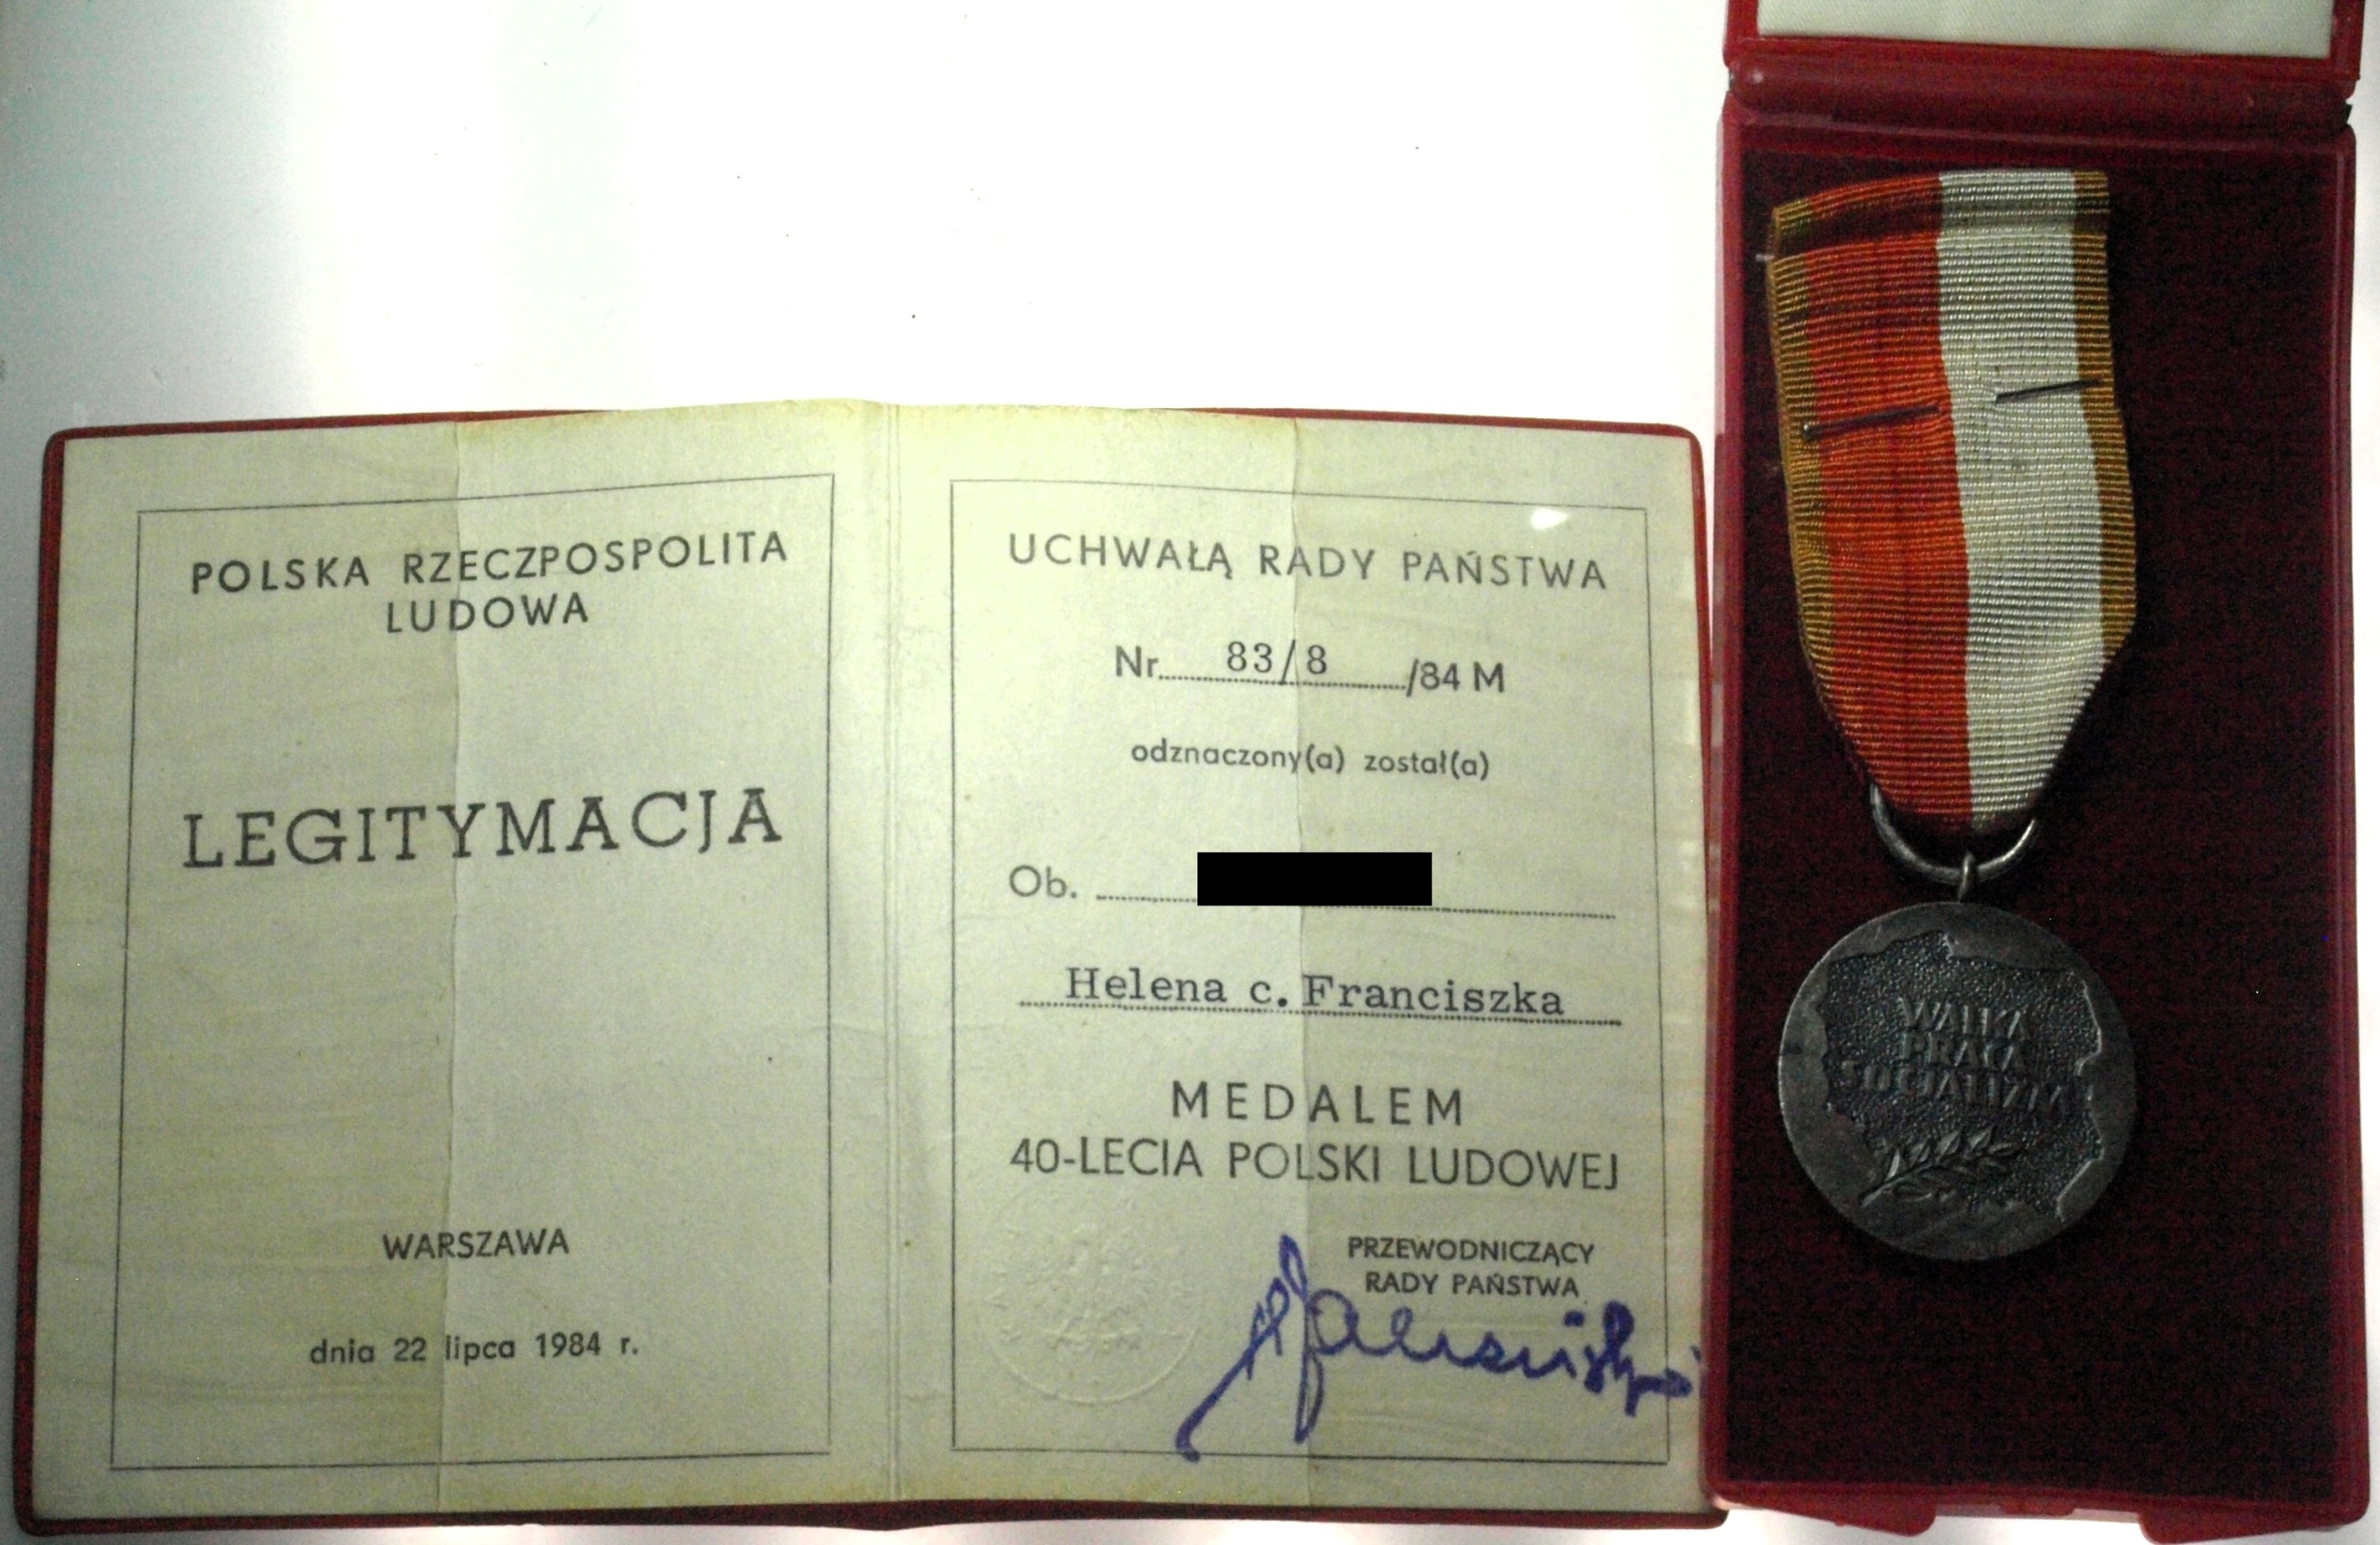 POLSKA RZECZPOSPOLITA
LUDOWA
LEGITYMACJA
WARSZAWA
dnia 22 lipca 1984 r.
UCHWAŁĄ RADY PAŃSTWA
Nr 83/8 /84 M
odznaczony(a) został(a)
Ob.
Helena c. Franciszka
MEDALEM
40-LECIA POLSKI LUDOWEJ
PRZEWODNICZĄCY
RADY PAŃSTWA
WALKA
PRACA
SOCJALIZM